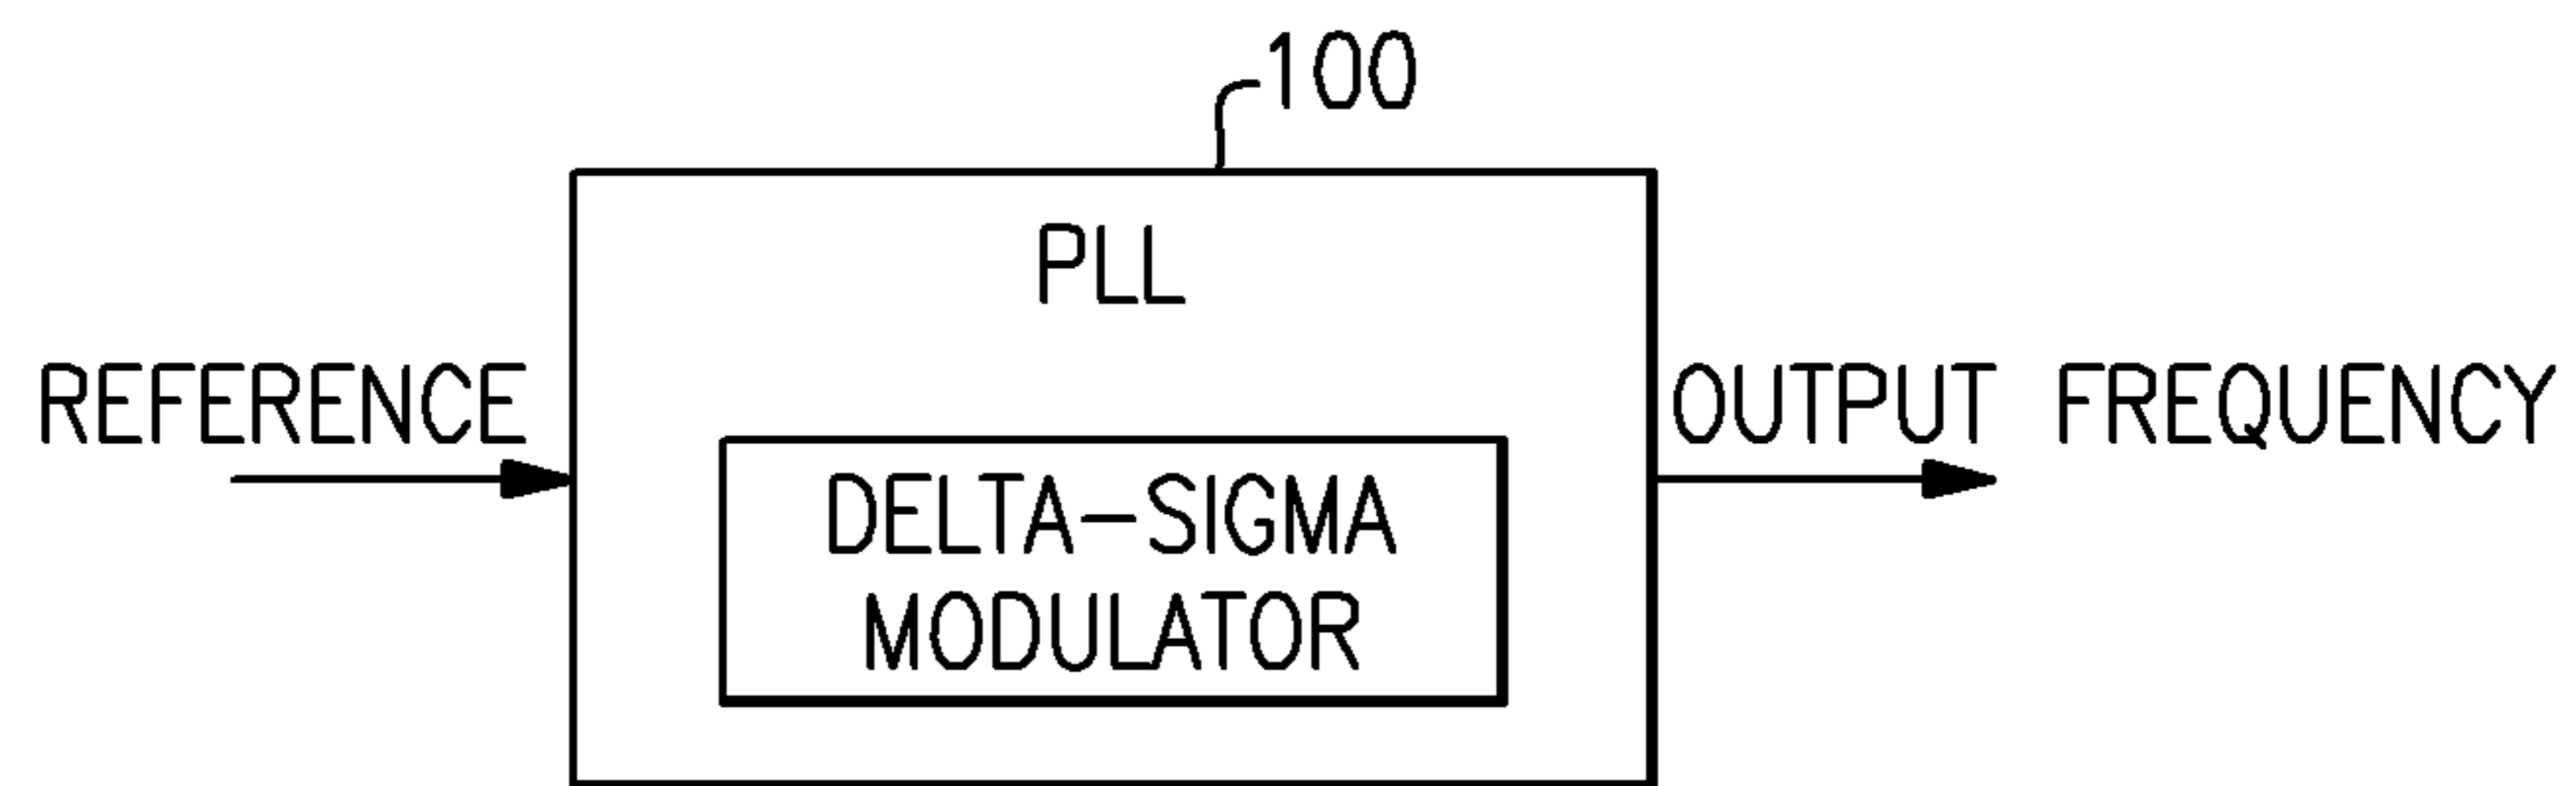 100
PLL
REFERENCE
OUTPUT FREQUENCY
DELTA-SIGMA
MODULATOR